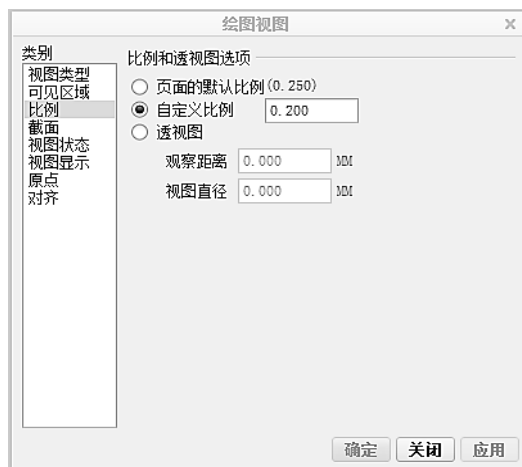 绘图视图
类别
视图类型
可见区域
比例
截面
视图状态
视图显示
原点
对齐
比例和透视图选项
页面的默认比例(0.250)
自定义比例 0.200
透视图
观察距离 0.000 MM
视图直径 0.000 MM
确定 关闭 应用